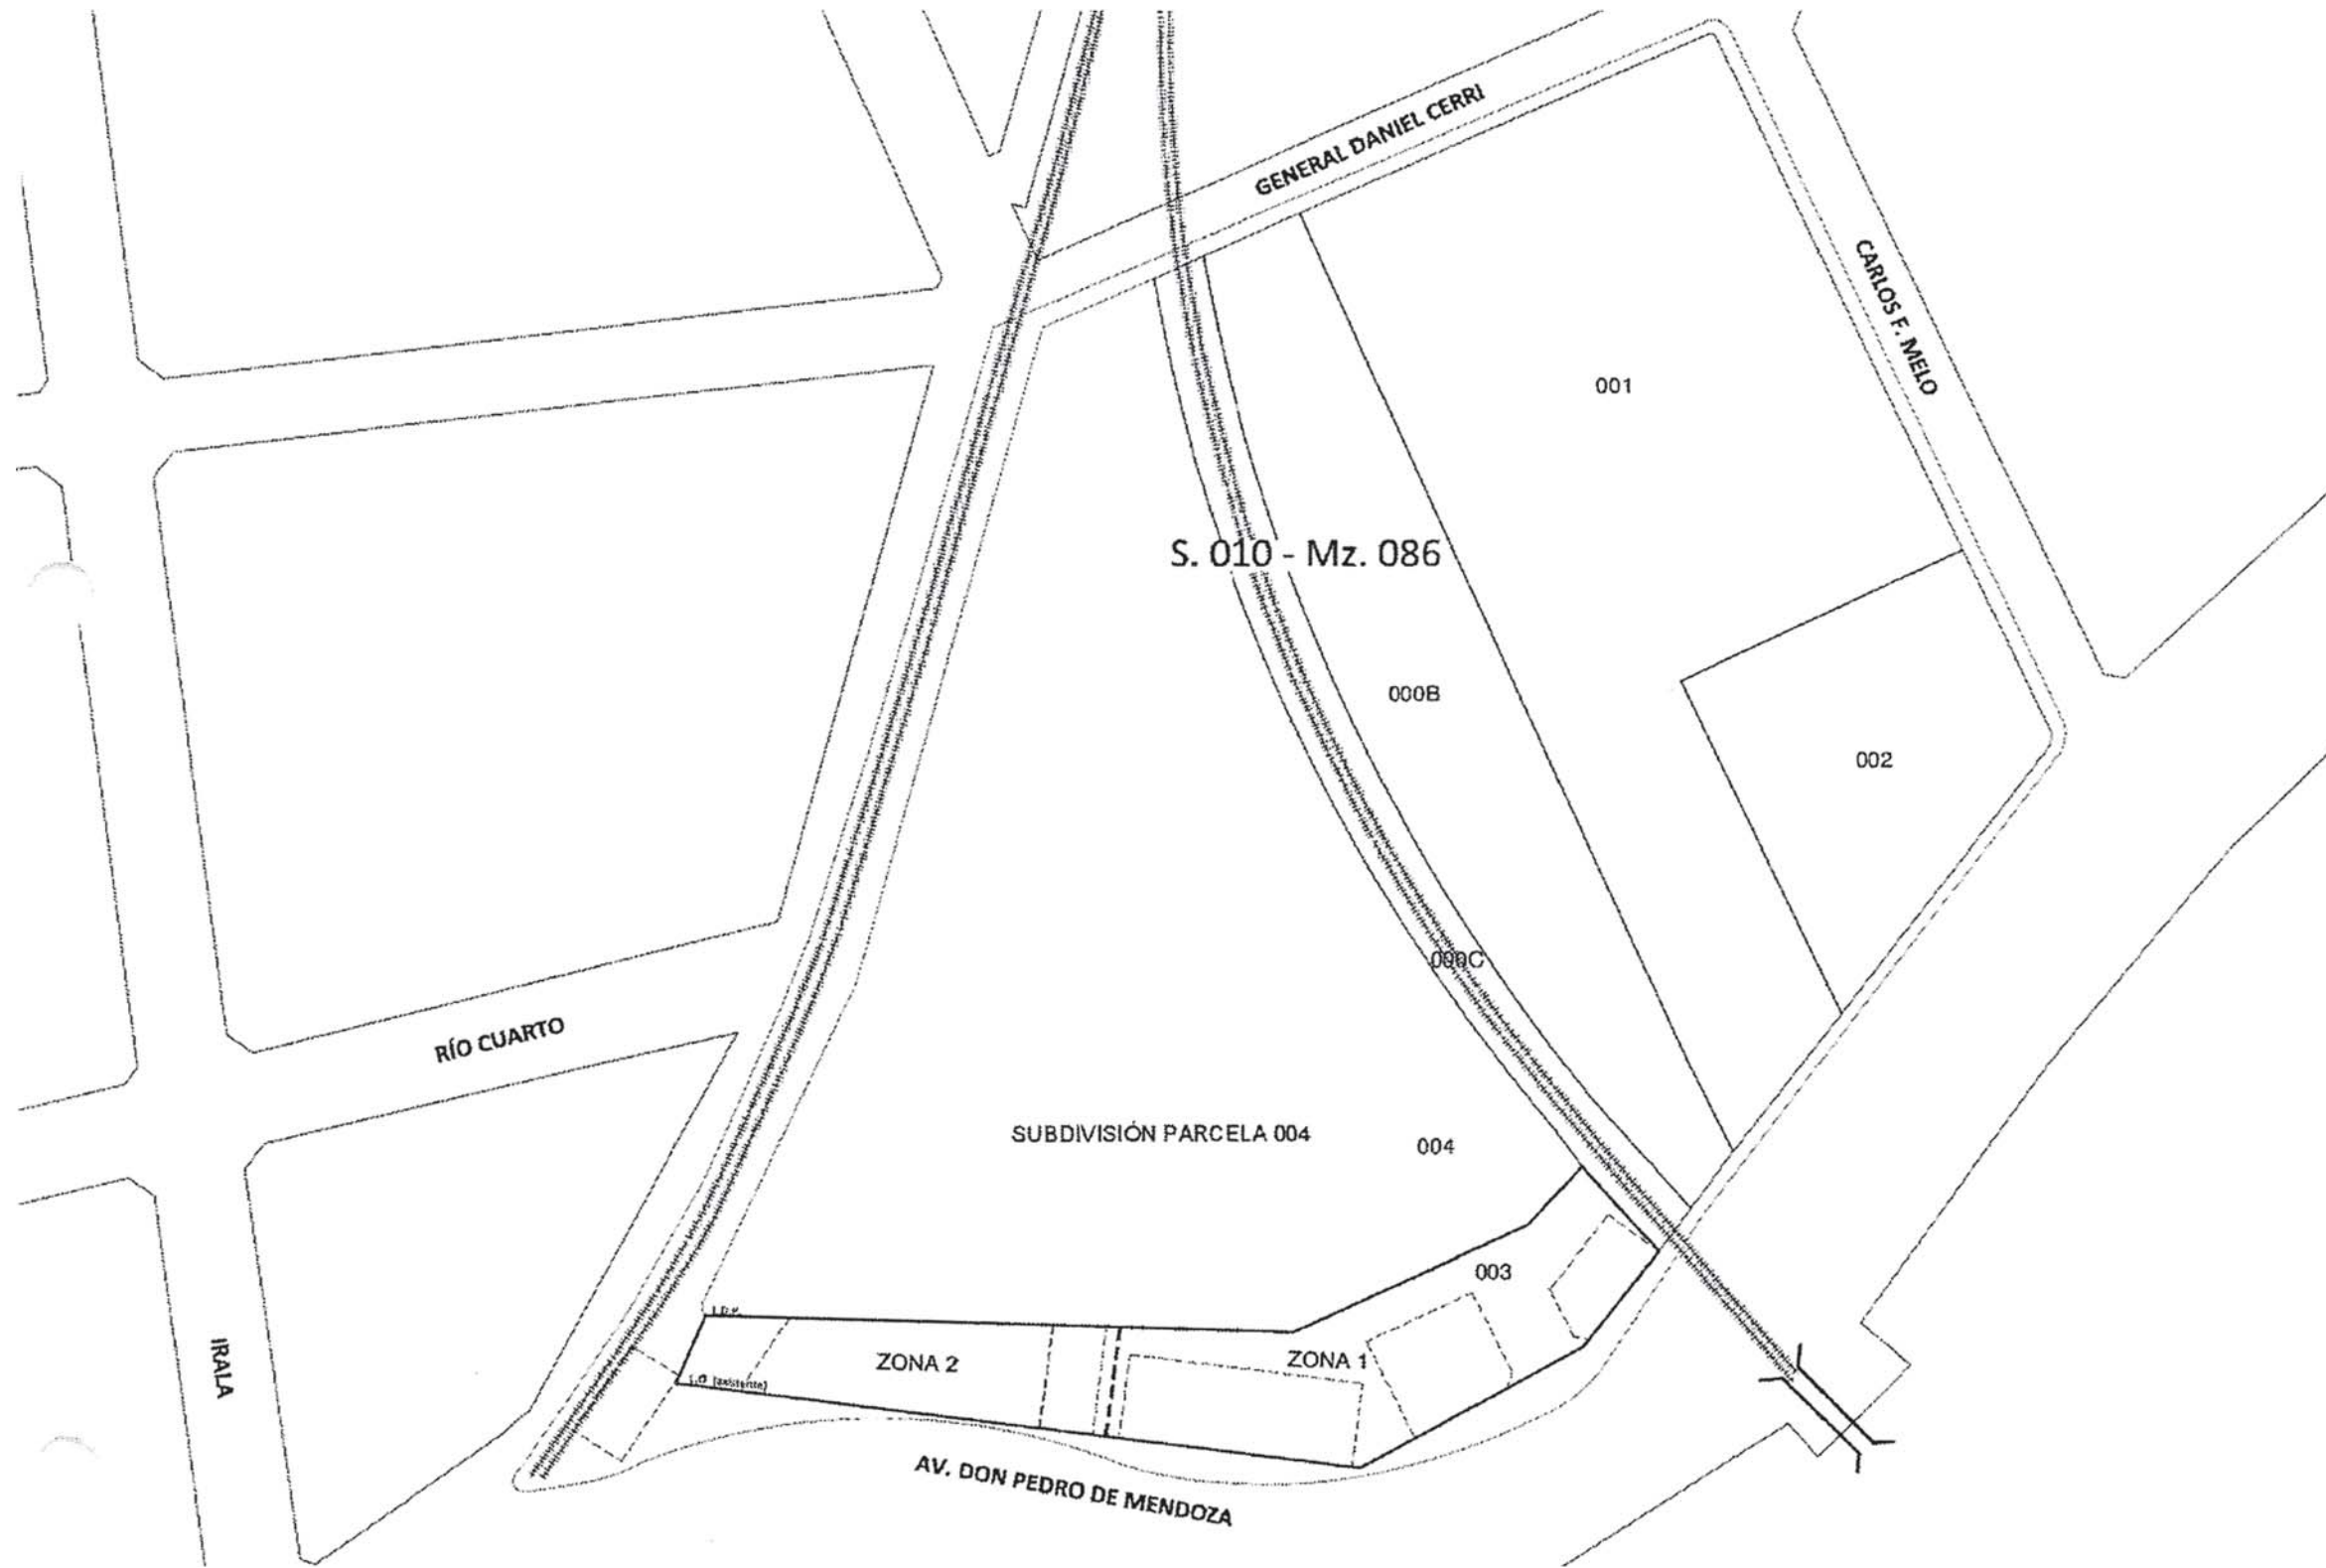 GENERAL DANIEL CERRI
CARLOS F. MELO
001
S. 010 - Mz. 086
000B
002
000C
RÍO CUARTO
SUBDIVISIÓN PARCELA 004
004
003
ZONA 2
ZONA 1
L.O (existente)
IRALA
AV. DON PEDRO DE MENDOZA